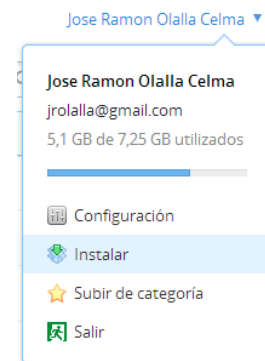 Jose Ramon Olalla Celma ▼
Jose Ramon Olalla Celma
jrolalla@gmail.com
5,1 GB de 7,25 GB utilizados
Configuración
Instalar
Subir de categoría
Salir